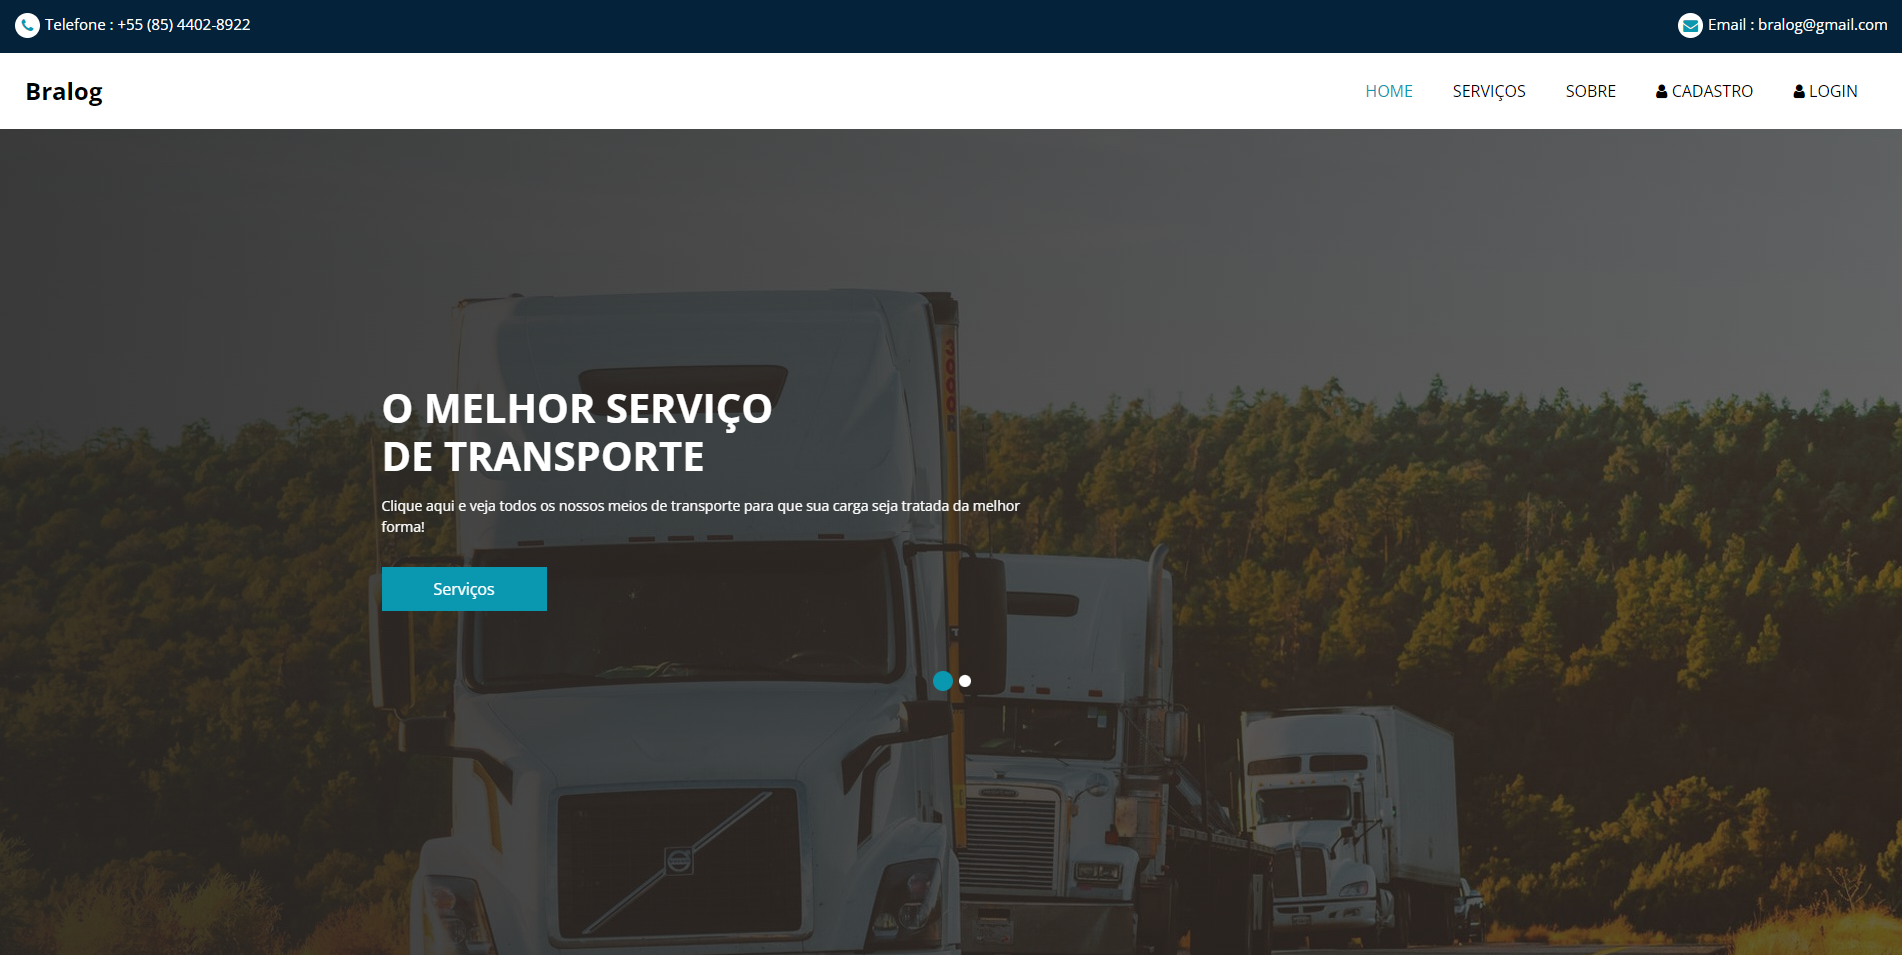 Telefone : +55 (85) 4402-8922
Email : bralog@gmail.com
Bralog
HOME
SERVIÇOS
SOBRE
CADASTRO
LOGIN
O MELHOR SERVIÇO
DE TRANSPORTE
Clique aqui e veja todos os nossos meios de transporte para que sua carga seja tratada da melhor
forma!
Serviços